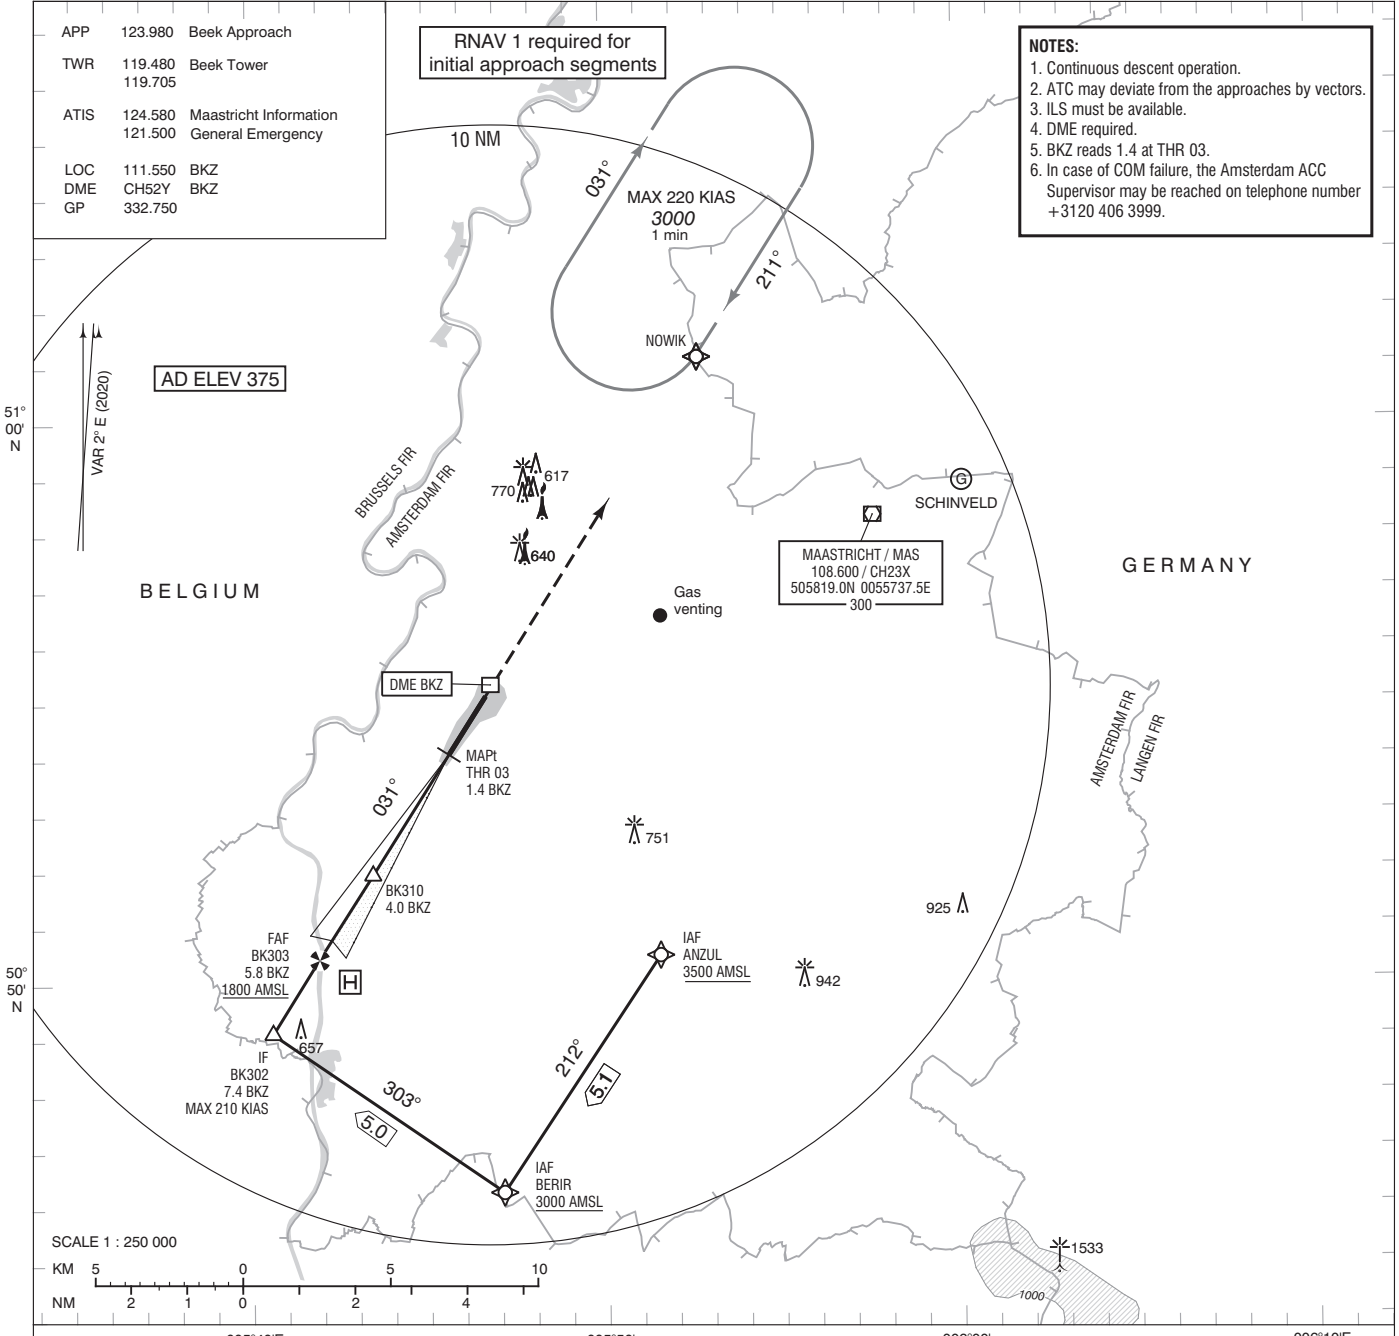 APP 123.980 Beek Approach
TWR 119.480 Beek Tower
119.705
ATIS 124.580 Maastricht Information
121.500 General Emergency
LOC 111.550 BKZ
DME CH52Y BKZ
GP 332.750
RNAV 1 required for
initial approach segments
NOTES:
1. Continuous descent operation.
2. ATC may deviate from the approaches by vectors.
3. ILS must be available.
4. DME required.
5. BKZ reads 1.4 at THR 03.
6. In case of COM failure, the Amsterdam ACC
Supervisor may be reached on telephone number
+3120 406 3999.
10 NM
031°
MAX 220 KIAS
3000
1 min
211°
NOWIK
VAR 2° E (2020)
AD ELEV 375
51°
00'
N
BRUSSELS FIR
AMSTERDAM FIR
617
770
640
SCHINVELD
G
MAASTRICHT / MAS
108.600 / CH23X
505819.0N 0055737.5E
300
GERMANY
BELGIUM
Gas
venting
DME BKZ
AMSTERDAM FIR
LANGEN FIR
MAPt
THR 03
1.4 BKZ
031°
751
BK310
4.0 BKZ
925
FAF
BK303
5.8 BKZ
1800 AMSL
H
IAF
ANZUL
3500 AMSL
942
50°
50'
N
657
IF
BK302
7.4 BKZ
MAX 210 KIAS
303°
5.0
212°
5.1
IAF
BERIR
3000 AMSL
1533
1000
SCALE 1 : 250 000
KM 5 0 5 10
NM 2 1 0 2 4